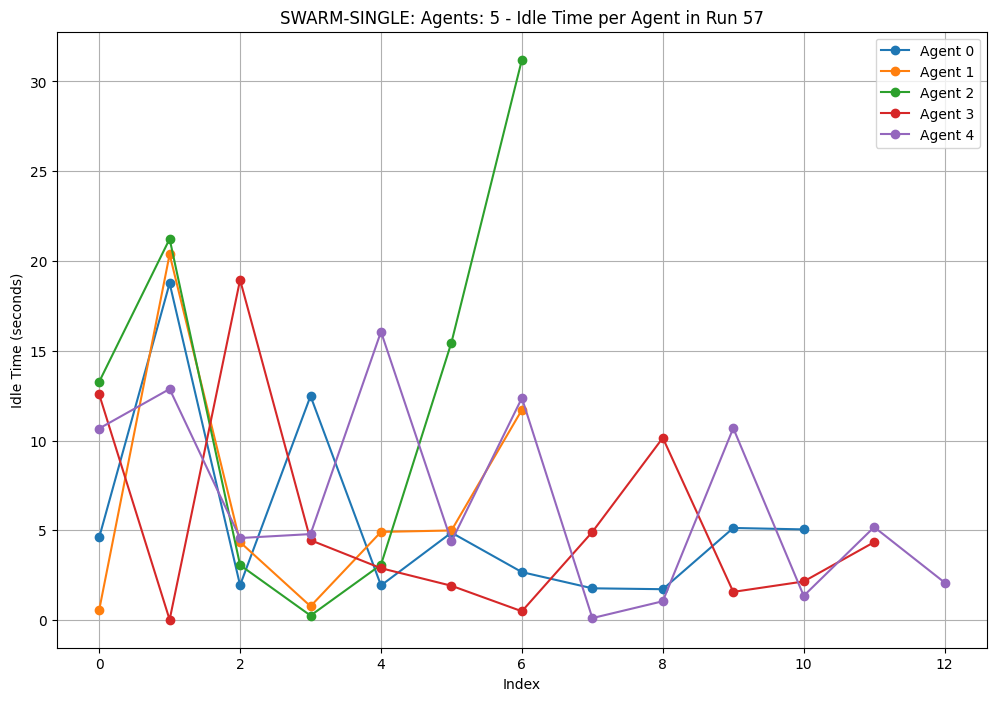 SWARM-SINGLE: Agents: 5 - Idle Time per Agent in Run 57
Agent 0
Agent 1
Agent 2
Agent 3
Agent 4
Idle Time (seconds)
30
25
20
15
10
5
0
0 2 4 6 8 10 12
Index